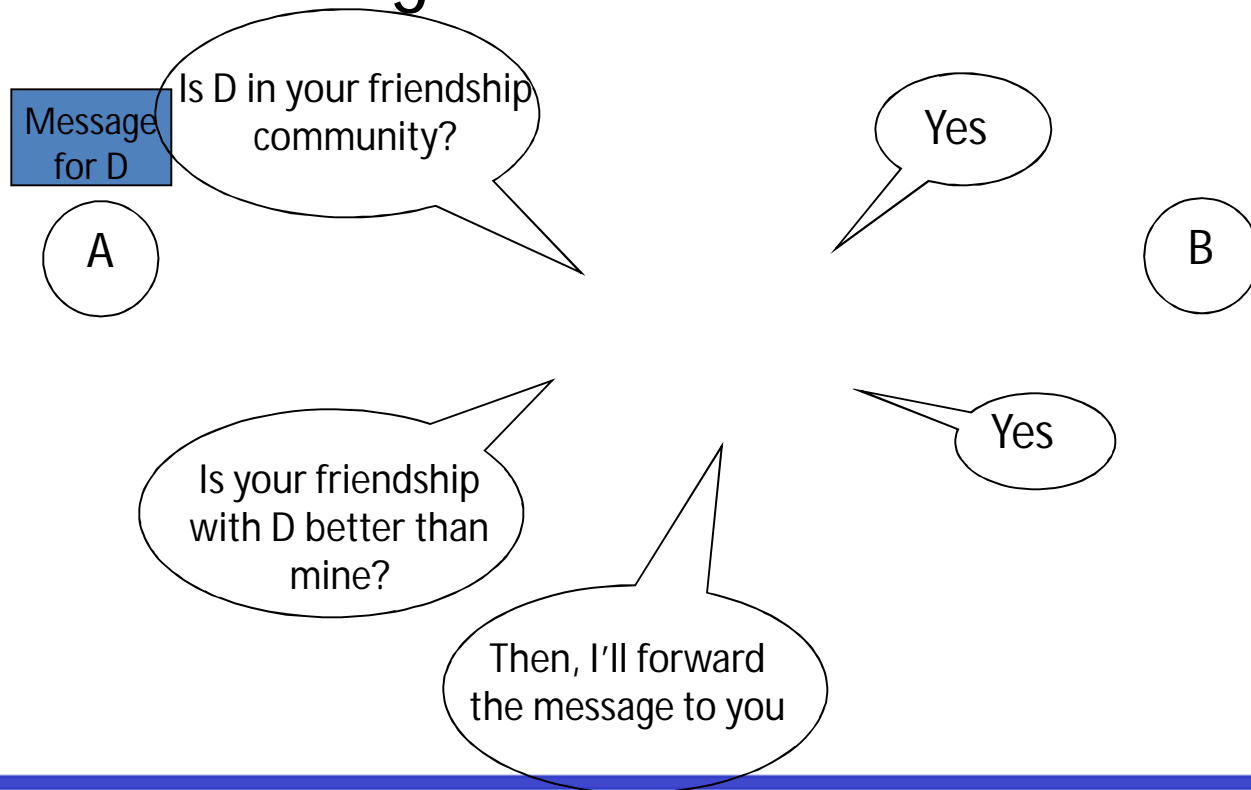 Is D in your friendship
community?
Message
for D
Yes
A
B
Yes
Is your friendship
with D better than
mine?
Then, I'll forward
the message to you